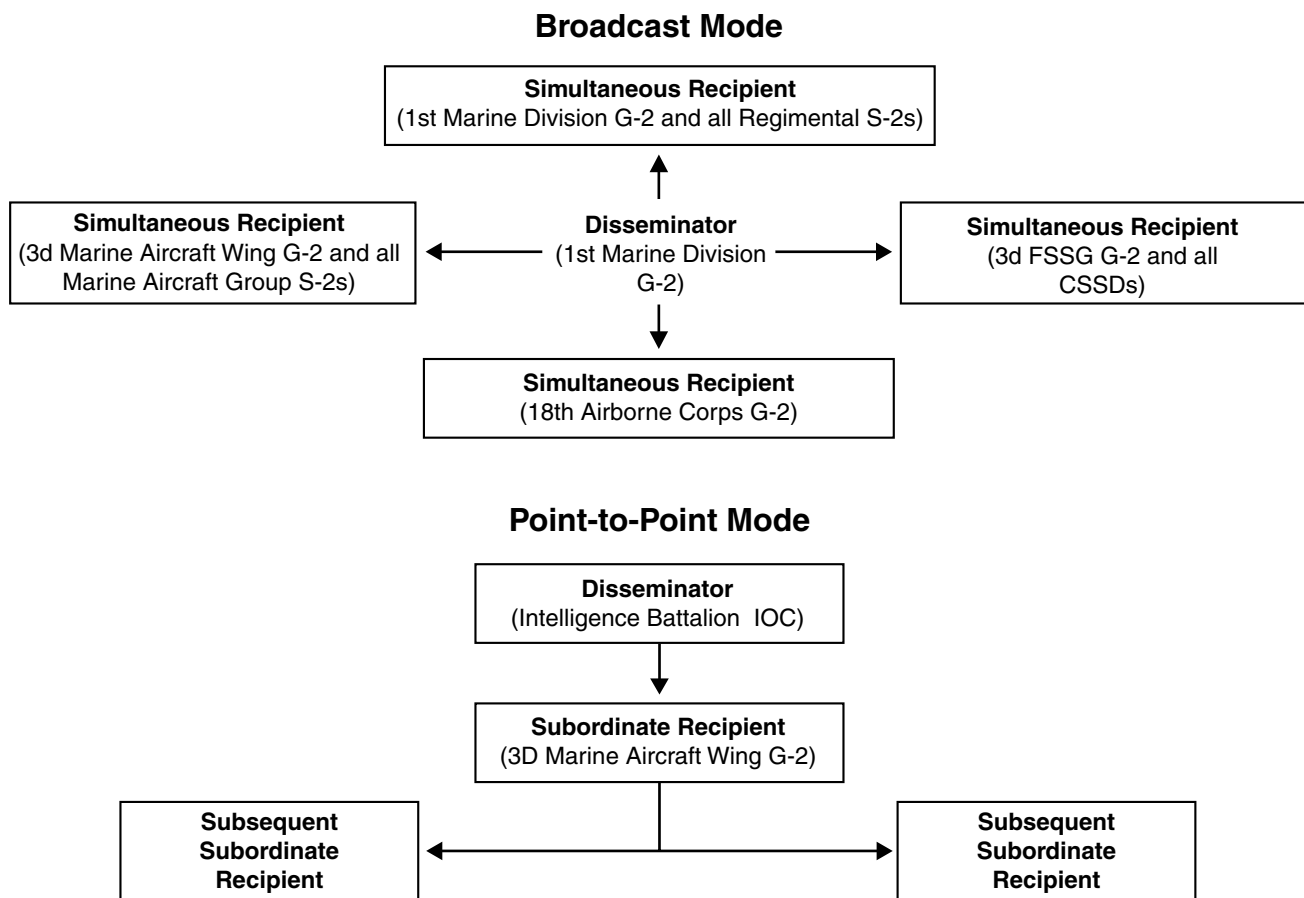 Broadcast Mode
Simultaneous Recipient
(1st Marine Division G-2 and all Regimental S-2s)
Simultaneous Recipient
(3d Marine Aircraft Wing G-2 and all
Marine Aircraft Group S-2s)
Disseminator
(1st Marine Division
G-2)
Simultaneous Recipient
(3d FSSG G-2 and all
CSSDs)
Simultaneous Recipient
(18th Airborne Corps G-2)
Point-to-Point Mode
Disseminator
(Intelligence Battalion IOC)
Subordinate Recipient
(3D Marine Aircraft Wing G-2)
Subsequent
Subordinate
Recipient
Subsequent
Subordinate
Recipient